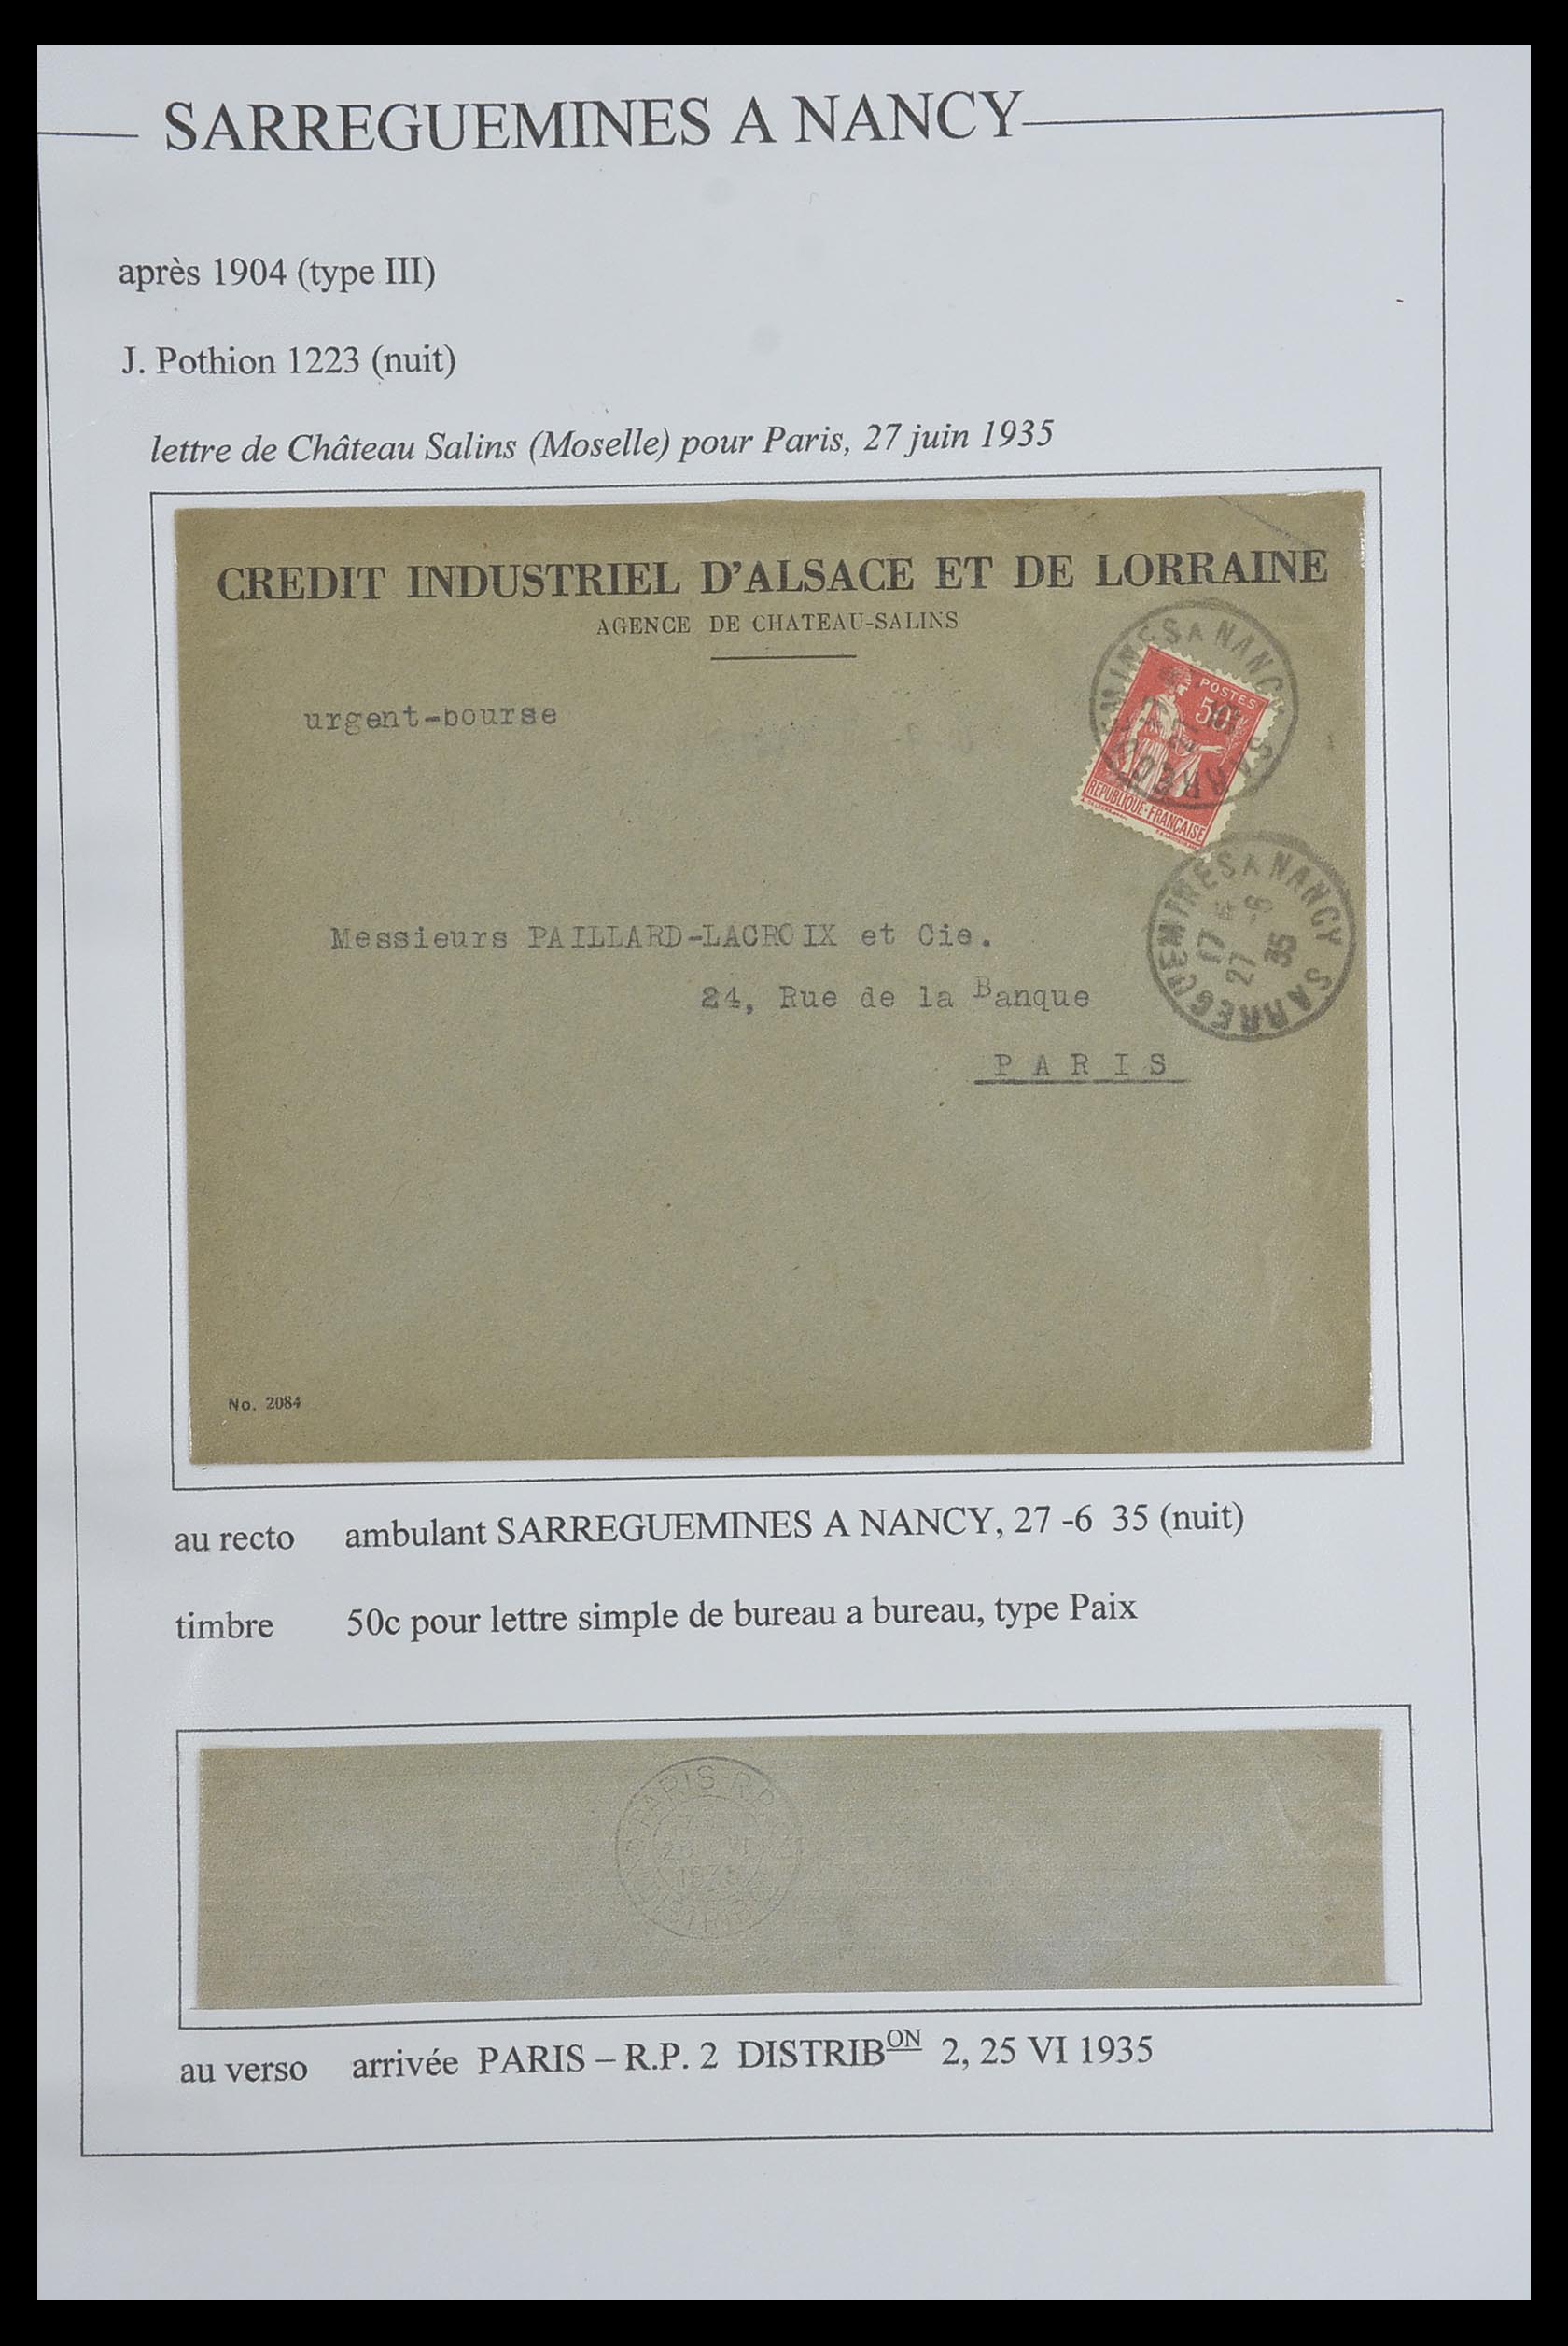 SARREGUEMINES A NANCY
après 1904 (type III)
J. Pothion 1223 (nuit)
lettre de Château Salins (Moselle) pour Paris, 27 juin 1935
CREDIT INDUSTRIEL D'ALSACE ET DE LORRAINE
AGENCE DE CHATEAU-SALINS
urgent-bourse
POSTES
50c
REPUBLIQUE-FRANÇAISE
SARREGUEMINES A NANCY
17
27 -6
35
Messieurs PAILLARD-LACROIX et Cie.
24, Rue de la Banque
PARIS
No. 2084
au recto ambulant SARREGUEMINES A NANCY, 27 -6 35 (nuit)
timbre 50c pour lettre simple de bureau a bureau, type Paix
PARIS R.P.
au verso arrivée PARIS – R.P. 2 DISTRIBON 2, 25 VI 1935